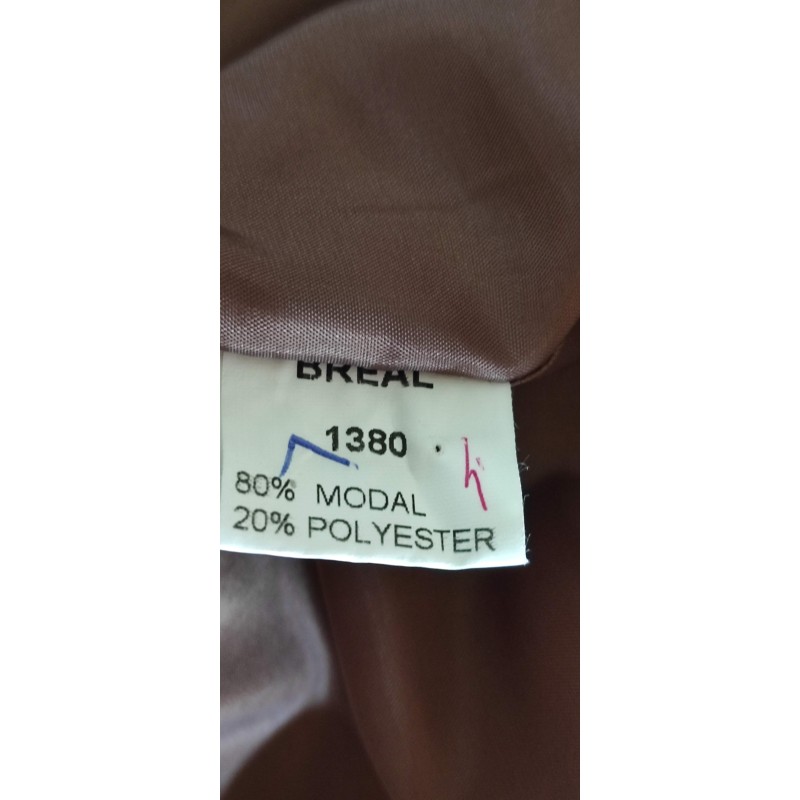 BREAL
1380
80% MODAL
20% POLYESTER